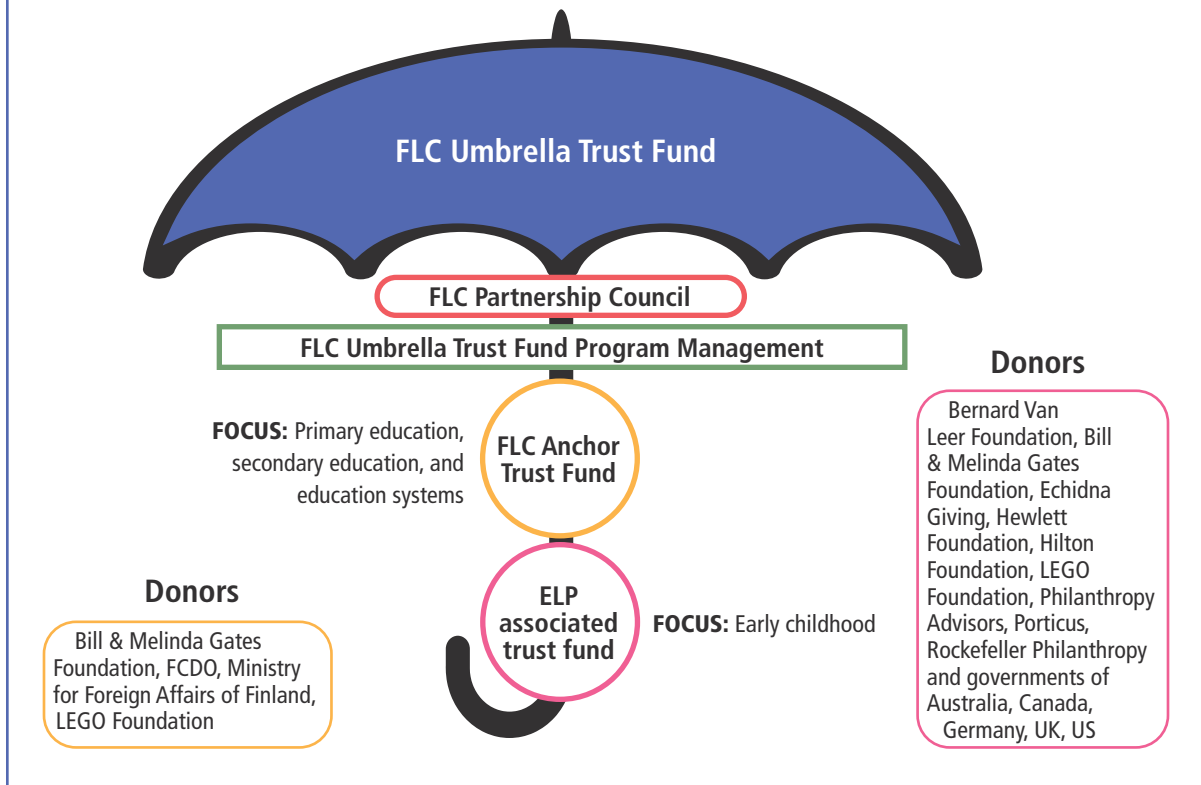 FLC Umbrella Trust Fund
FLC Partnership Council
FLC Umbrella Trust Fund Program Management
FOCUS: Primary education,
secondary education, and
education systems
FLC Anchor
Trust Fund
ELP
associated
trust fund
FOCUS: Early childhood
Donors
Bill & Melinda Gates
Foundation, FCDO, Ministry
for Foreign Affairs of Finland,
LEGO Foundation
Donors
Bernard Van
Leer Foundation, Bill
& Melinda Gates
Foundation, Echidna
Giving, Hewlett
Foundation, Hilton
Foundation, LEGO
Foundation, Philanthropy
Advisors, Porticus,
Rockefeller Philanthropy
and governments of
Australia, Canada,
Germany, UK, US